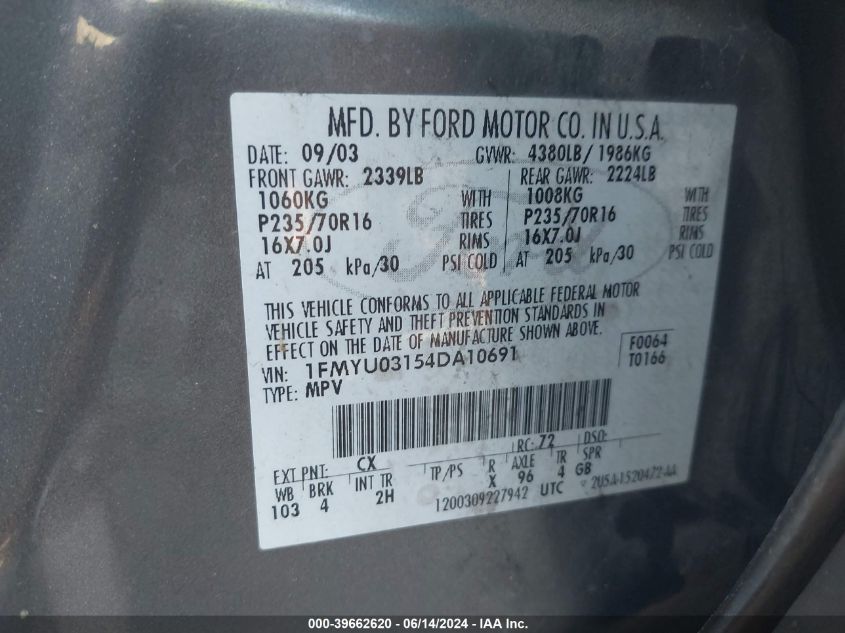 MFD. BY FORD MOTOR CO. IN U.S.A.
DATE: 09/03 GVWR: 4380LB/ 1986KG
FRONT GAWR: 2339LB REAR GAWR: 2224LB
1060KG WITH 1008KG WITH
P235/70R16 TIRES P235/70R16 TIRES
16X7.0J RIMS 16X7.0J RIMS
AT 205 kPa/30 PSI COLD AT 205 kPa/30 PSI COLD
Ford
THIS VEHICLE CONFORMS TO ALL APPLICABLE FEDERAL MOTOR
VEHICLE SAFETY AND THEFT PREVENTION STANDARDS IN
EFFECT ON THE DATE OF MANUFACTURE SHOWN ABOVE.
VIN: 1FMYU03154DA10691 F0064
TYPE: MPV T0166
RC: 72 DSO:
EXT PNT: CX TP/PS R AXLE TR SPR
WB BRK INT TR X 96 4 GB
103 4 2H 1200309227942 UTC 2U5A-1520472-AA
000-39662620 - 06/14/2024 - IAA Inc.